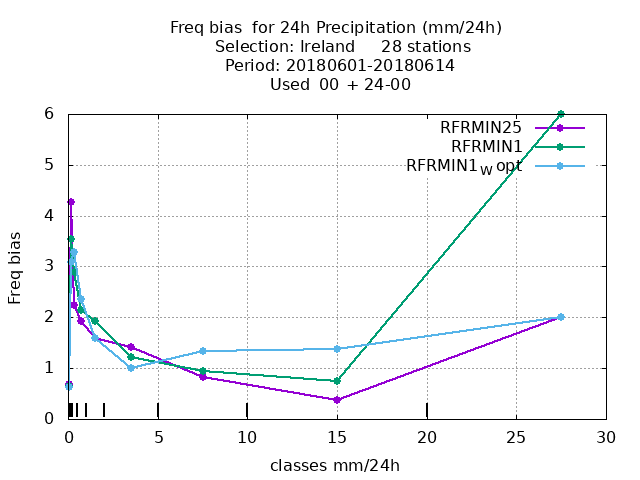 Freq bias for 24h Precipitation (mm/24h)
Selection: Ireland 28 stations
Period: 20180601-20180614
Used 00 + 24-00
RFRMIN25
RFRMIN1
RFRMIN1W opt
Freq bias
6
5
4
3
2
1
0
0 5 10 15 20 25 30
classes mm/24h